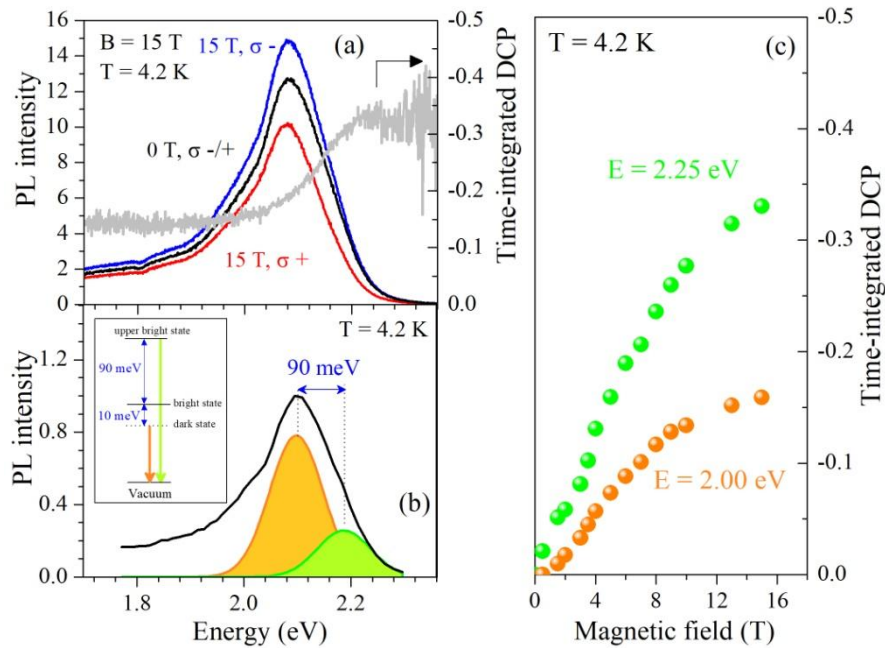 B = 15 T
T = 4.2 K
15 T, σ -
(a)
0 T, σ -/+
15 T, σ +
PL intensity
16
14
12
10
8
6
4
2
0
Time-integrated DCP
-0.5
-0.4
-0.3
-0.2
-0.1
-0.0
T = 4.2 K
(b)
90 meV
upper bright state
90 meV
bright state
10 meV
dark state
Vacuum
PL intensity
1.2
0.9
0.6
0.3
0.0
1.8 2.0 2.2
Energy (eV)
T = 4.2 K
(c)
E = 2.25 eV
E = 2.00 eV
Time-integrated DCP
-0.5
-0.4
-0.3
-0.2
-0.1
0.0
0 4 8 12 16
Magnetic field (T)